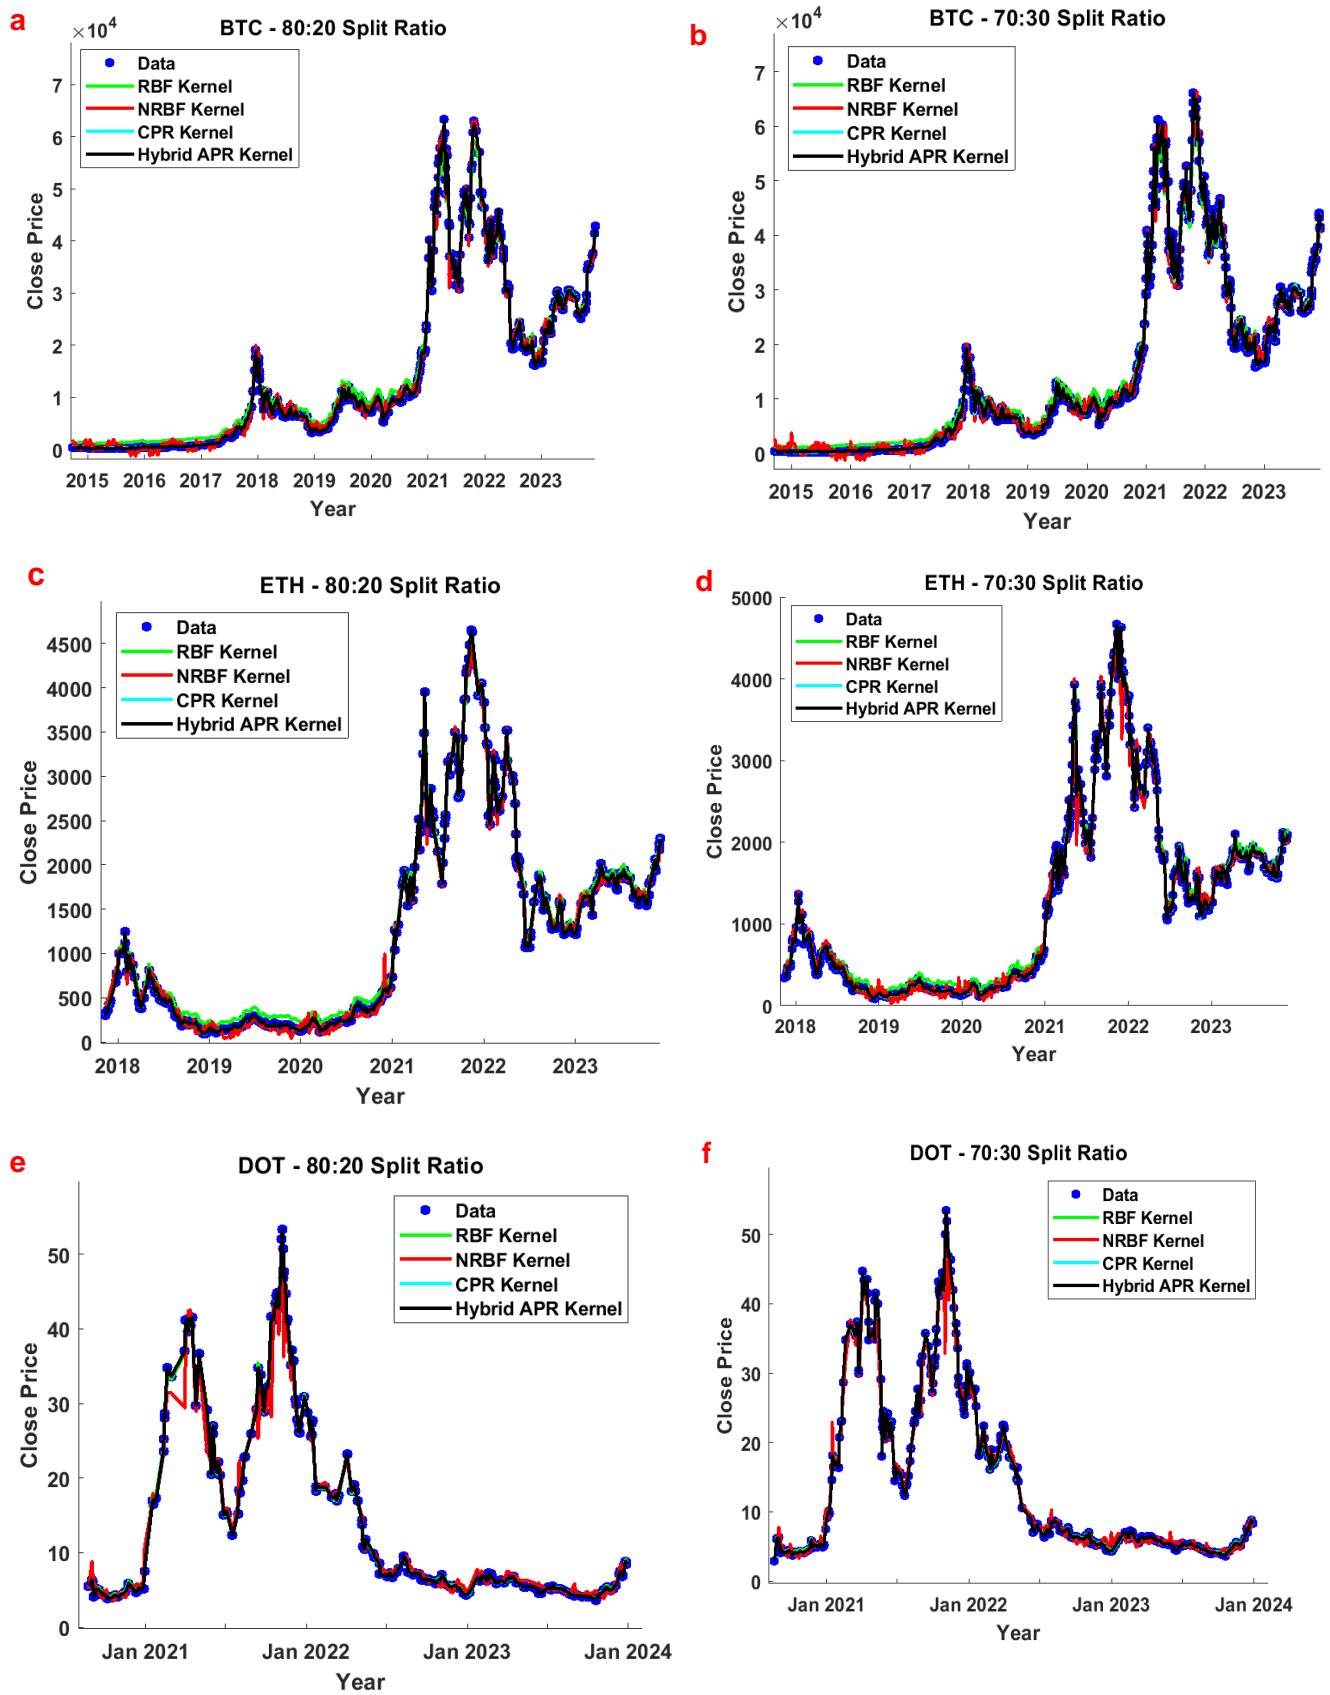 a
BTC - 80:20 Split Ratio
×10^4
Data
RBF Kernel
NRBF Kernel
CPR Kernel
Hybrid APR Kernel
Close Price
7
6
5
4
3
2
1
0
2015 2016 2017 2018 2019 2020 2021 2022 2023
Year
b
BTC - 70:30 Split Ratio
×10^4
Data
RBF Kernel
NRBF Kernel
CPR Kernel
Hybrid APR Kernel
Close Price
7
6
5
4
3
2
1
0
2015 2016 2017 2018 2019 2020 2021 2022 2023
Year
c
ETH - 80:20 Split Ratio
Data
RBF Kernel
NRBF Kernel
CPR Kernel
Hybrid APR Kernel
Close Price
4500
4000
3500
3000
2500
2000
1500
1000
500
0
2018 2019 2020 2021 2022 2023
Year
d
ETH - 70:30 Split Ratio
Data
RBF Kernel
NRBF Kernel
CPR Kernel
Hybrid APR Kernel
Close Price
5000
4000
3000
2000
1000
0
2018 2019 2020 2021 2022 2023
Year
e
DOT - 80:20 Split Ratio
Data
RBF Kernel
NRBF Kernel
CPR Kernel
Hybrid APR Kernel
Close Price
50
40
30
20
10
0
Jan 2021 Jan 2022 Jan 2023 Jan 2024
Year
f
DOT - 70:30 Split Ratio
Data
RBF Kernel
NRBF Kernel
CPR Kernel
Hybrid APR Kernel
Close Price
50
40
30
20
10
0
Jan 2021 Jan 2022 Jan 2023 Jan 2024
Year